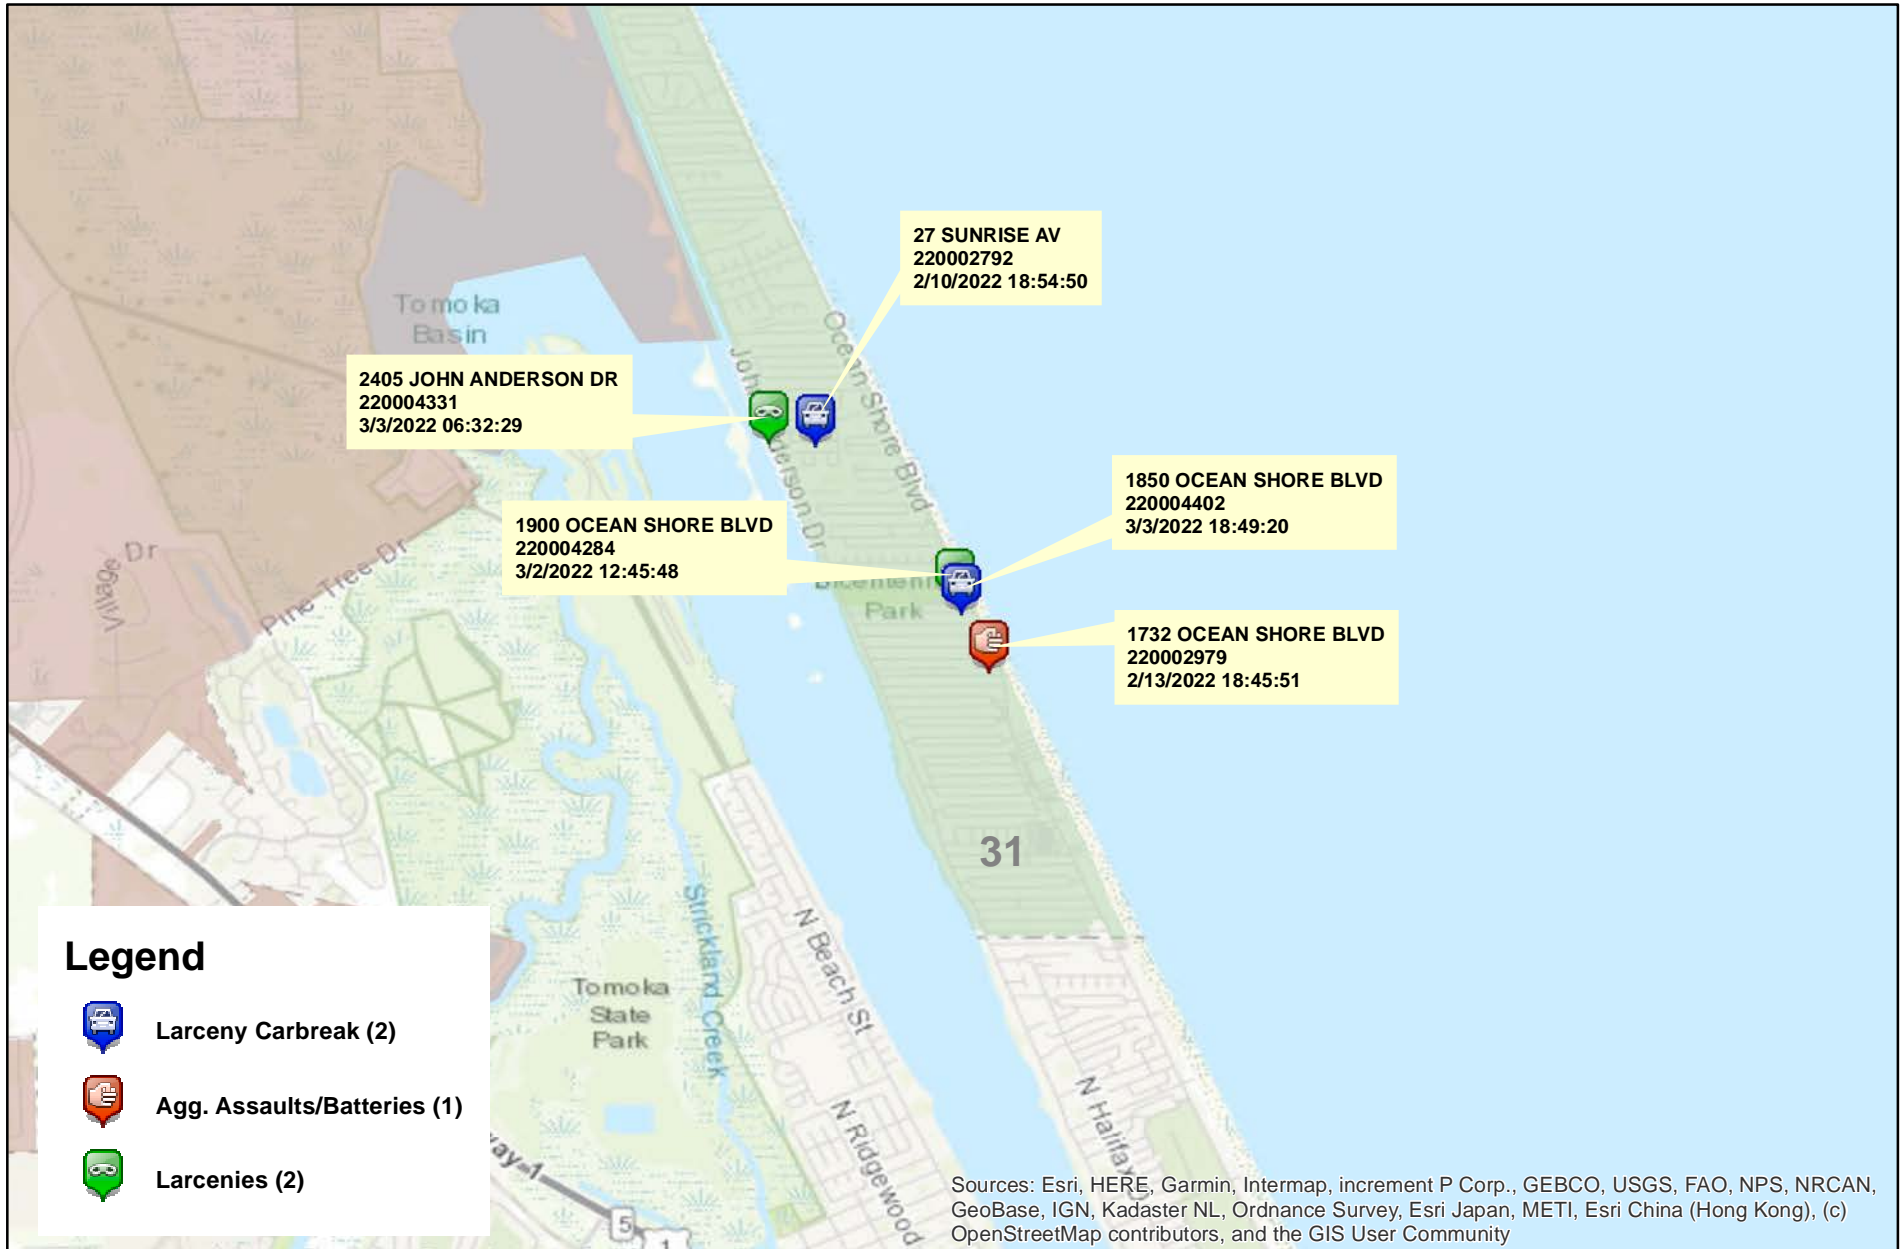 27 SUNRISE AV
220002792
2/10/2022 18:54:50
Tomoka
Basin
2405 JOHN ANDERSON DR
220004331
3/3/2022 06:32:29
Ocean Shore Blvd
1850 OCEAN SHORE BLVD
220004402
3/3/2022 18:49:20
1900 OCEAN SHORE BLVD
220004284
3/2/2022 12:45:48
Park
1732 OCEAN SHORE BLVD
220002979
2/13/2022 18:45:51
Village Dr
Pine Tree Dr
31
Strickland Creek
N Beach St
Tomoka
State
Park
N Ridgewood
N Halifax
5
1
Legend
Larceny Carbreak (2)
Agg. Assaults/Batteries (1)
Larcenies (2)
Sources: Esri, HERE, Garmin, Intermap, increment P Corp., GEBCO, USGS, FAO, NPS, NRCAN,
GeoBase, IGN, Kadaster NL, Ordnance Survey, Esri Japan, METI, Esri China (Hong Kong), (c)
OpenStreetMap contributors, and the GIS User Community